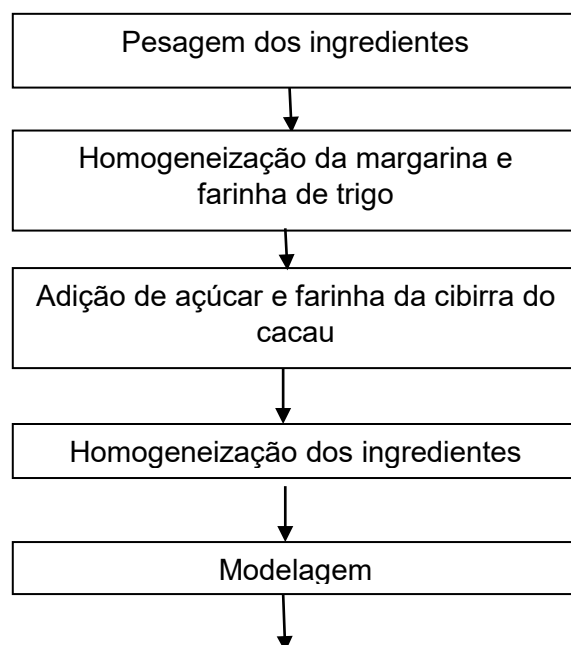 Pesagem dos ingredientes
Homogeneização da margarina e
farinha de trigo
Adição de açúcar e farinha da cibirra do
cacau
Homogeneização dos ingredientes
Modelagem